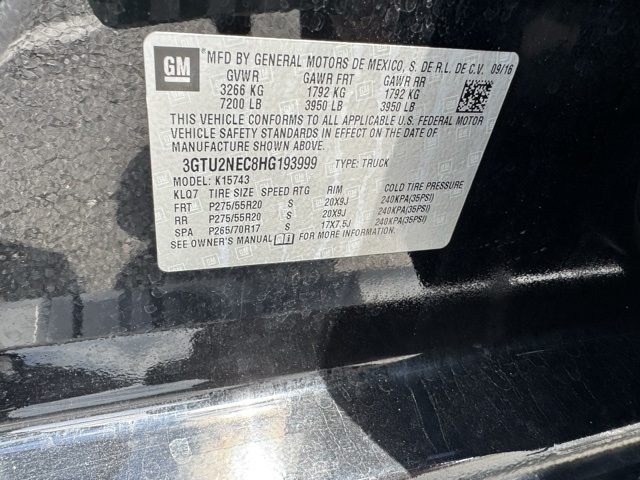 GM
MFD BY GENERAL MOTORS DE MEXICO, S. DE R.L. DE C.V. 09/16
GVWR GAWR FRT GAWR RR
3266 KG 1792 KG 1792 KG
7200 LB 3950 LB 3950 LB
THIS VEHICLE CONFORMS TO ALL APPLICABLE U.S. FEDERAL MOTOR
VEHICLE SAFETY STANDARDS IN EFFECT ON THE DATE OF
MANUFACTURE SHOWN ABOVE.
3GTU2NEC8HG193999 TYPE: TRUCK
MODEL: K15743
KLQ7 TIRE SIZE SPEED RTG RIM COLD TIRE PRESSURE
FRT P275/55R20 S 20X9J 240KPA(35PSI)
RR P275/55R20 S 20X9J 240KPA(35PSI)
SPA P265/70R17 S 17X7.5J 240KPA(35PSI)
SEE OWNER'S MANUAL FOR MORE INFORMATION.